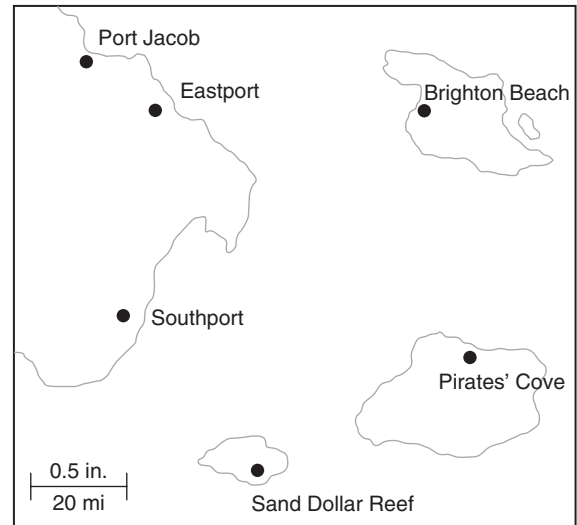 Port Jacob
Eastport
Brighton Beach
Southport
Pirates' Cove
0.5 in.
20 mi
Sand Dollar Reef